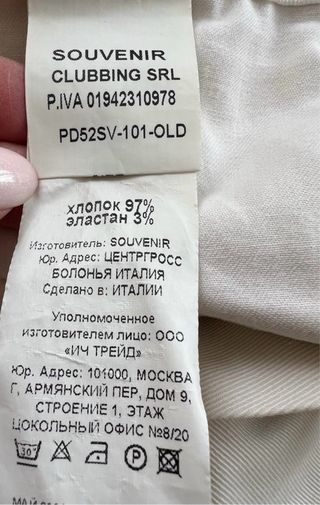 SOUVENIR
CLUBBING SRL
P.IVA 01942310978
PD52SV-101-OLD
ХЛОПОК 97%
ЭЛАСТАН 3%
Изготовитель: SOUVENIR
Юр. Адрес: ЦЕНТРГРОСС
БОЛОНЬЯ ИТАЛИЯ
Сделано в: ИТАЛИИ
Уполномоченное
изготовителем лицо: ООО
«ИЧ ТРЕЙД»
Юр. Адрес: 101000, МОСКВА
Г, АРМЯНСКИЙ ПЕР, ДОМ 9,
СТРОЕНИЕ 1, ЭТАЖ
ЦОКОЛЬНЫЙ ОФИС №8/20
30°
P